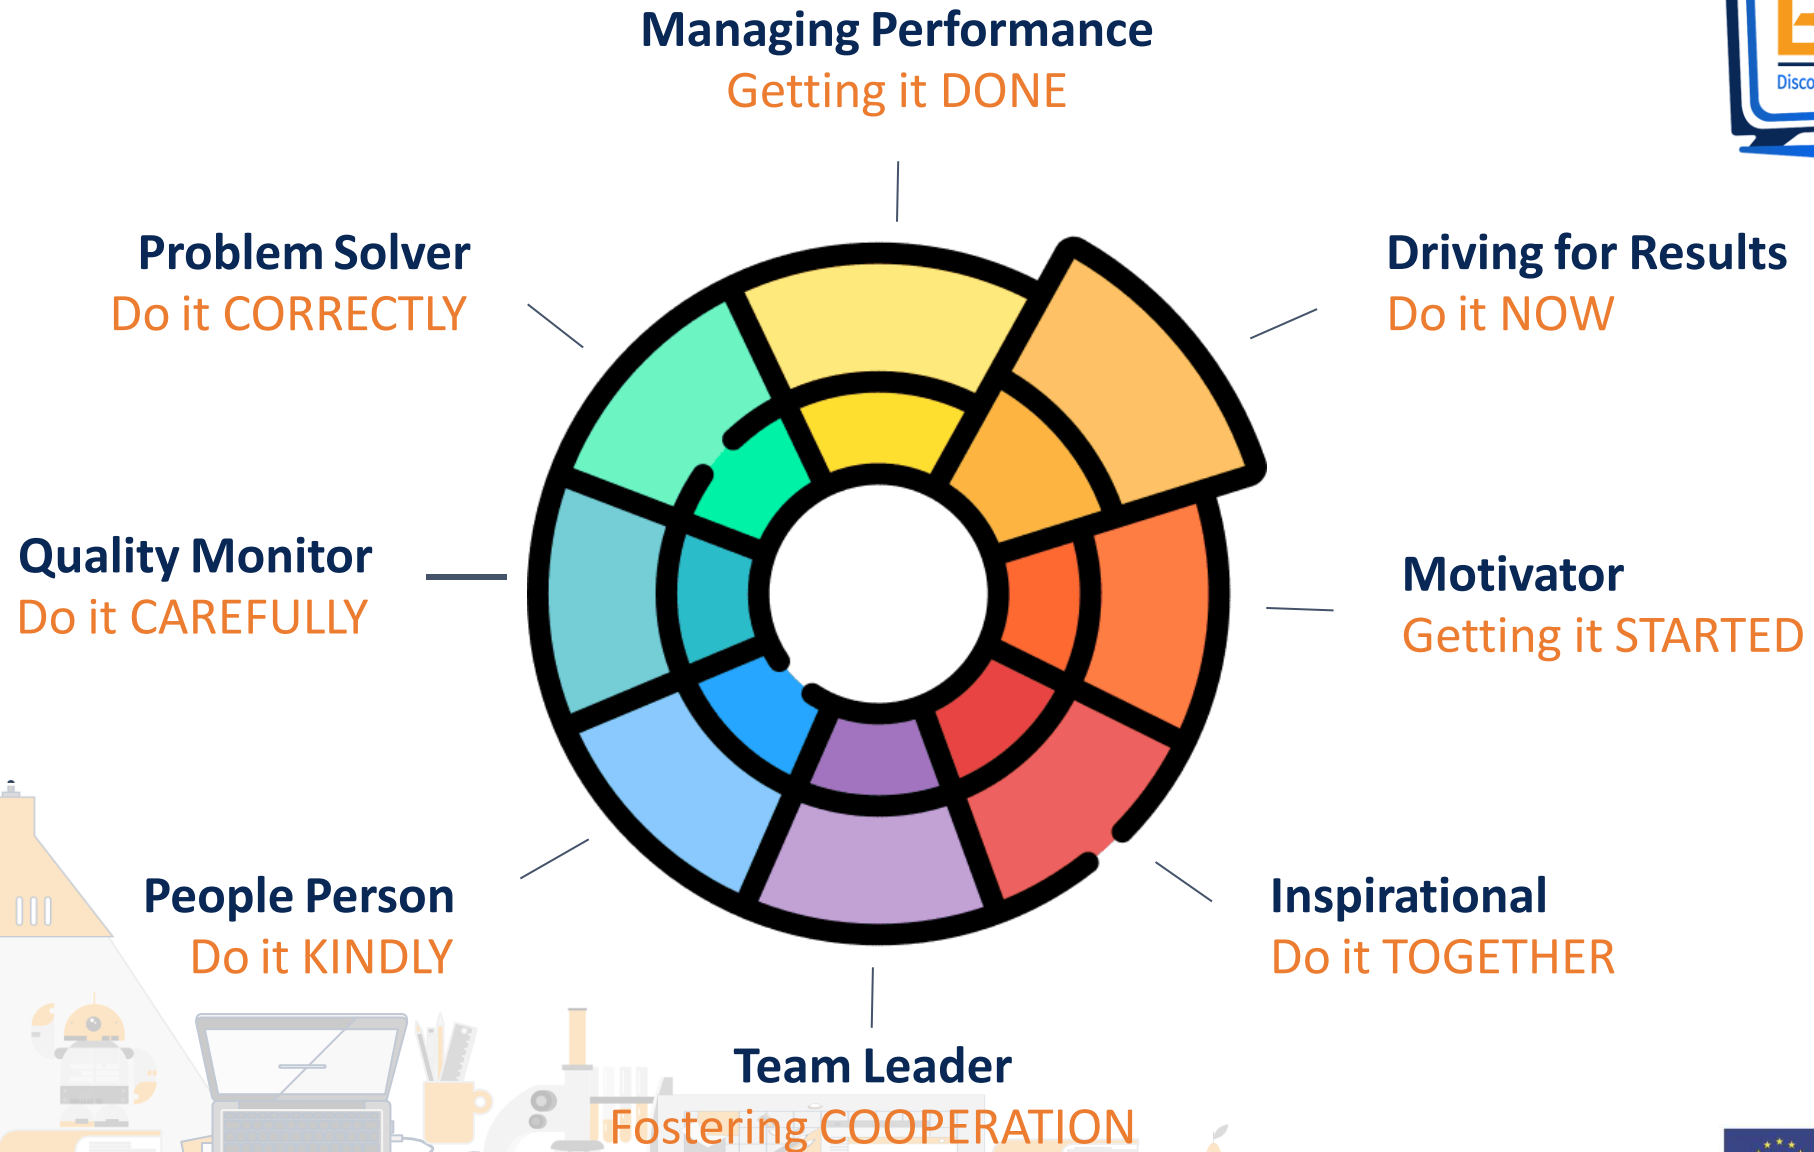 Managing Performance
Getting it DONE
Problem Solver
Do it CORRECTLY
Driving for Results
Do it NOW
Quality Monitor
Do it CAREFULLY
Motivator
Getting it STARTED
People Person
Do it KINDLY
Inspirational
Do it TOGETHER
Team Leader
Fostering COOPERATION